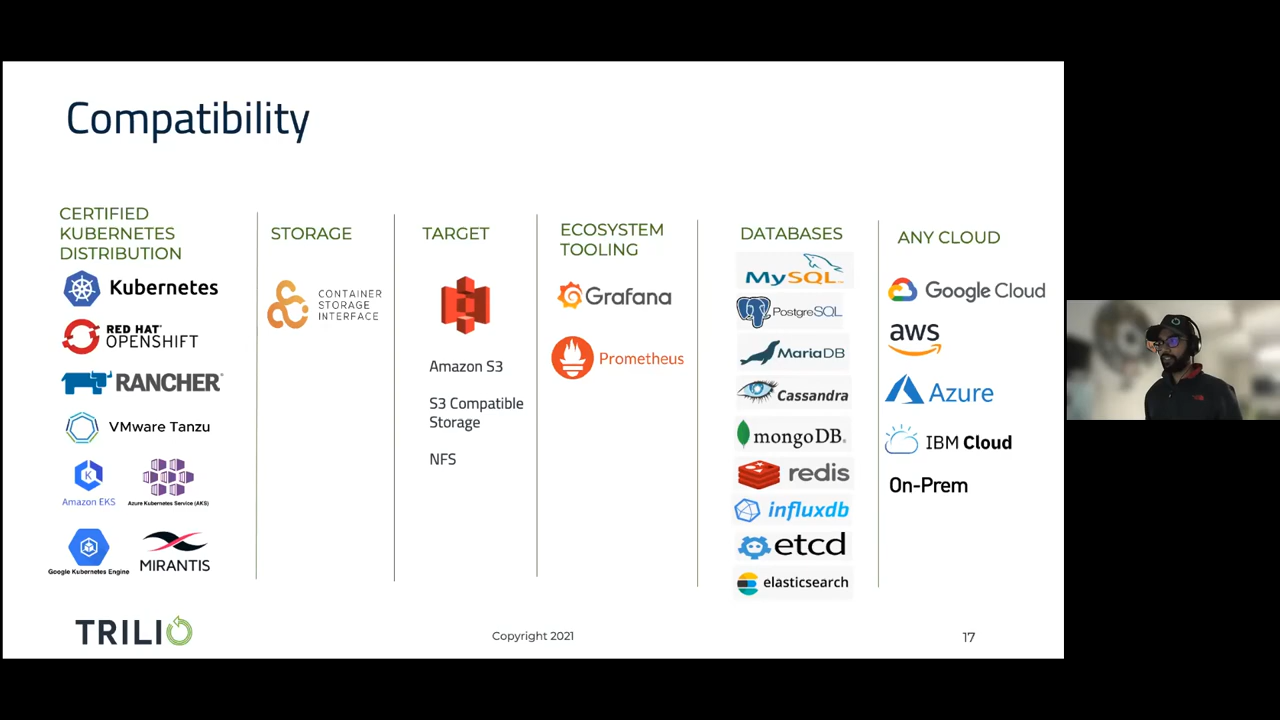 Compatibility
CERTIFIED
KUBERNETES
DISTRIBUTION
Kubernetes
RED HAT
OPENSHIFT
RANCHER
VMware Tanzu
Amazon EKS
Azure Kubernetes Service (AKS)
Google Kubernetes Engine
MIRANTIS
STORAGE
CONTAINER
STORAGE
INTERFACE
TARGET
Amazon S3
S3 Compatible
Storage
NFS
ECOSYSTEM
TOOLING
Grafana
Prometheus
DATABASES
MySQL
PostgreSQL
MariaDB
Cassandra
mongoDB
redis
influxdb
etcd
elasticsearch
ANY CLOUD
Google Cloud
aws
Azure
IBM Cloud
On-Prem
TRILIO
Copyright 2021
17